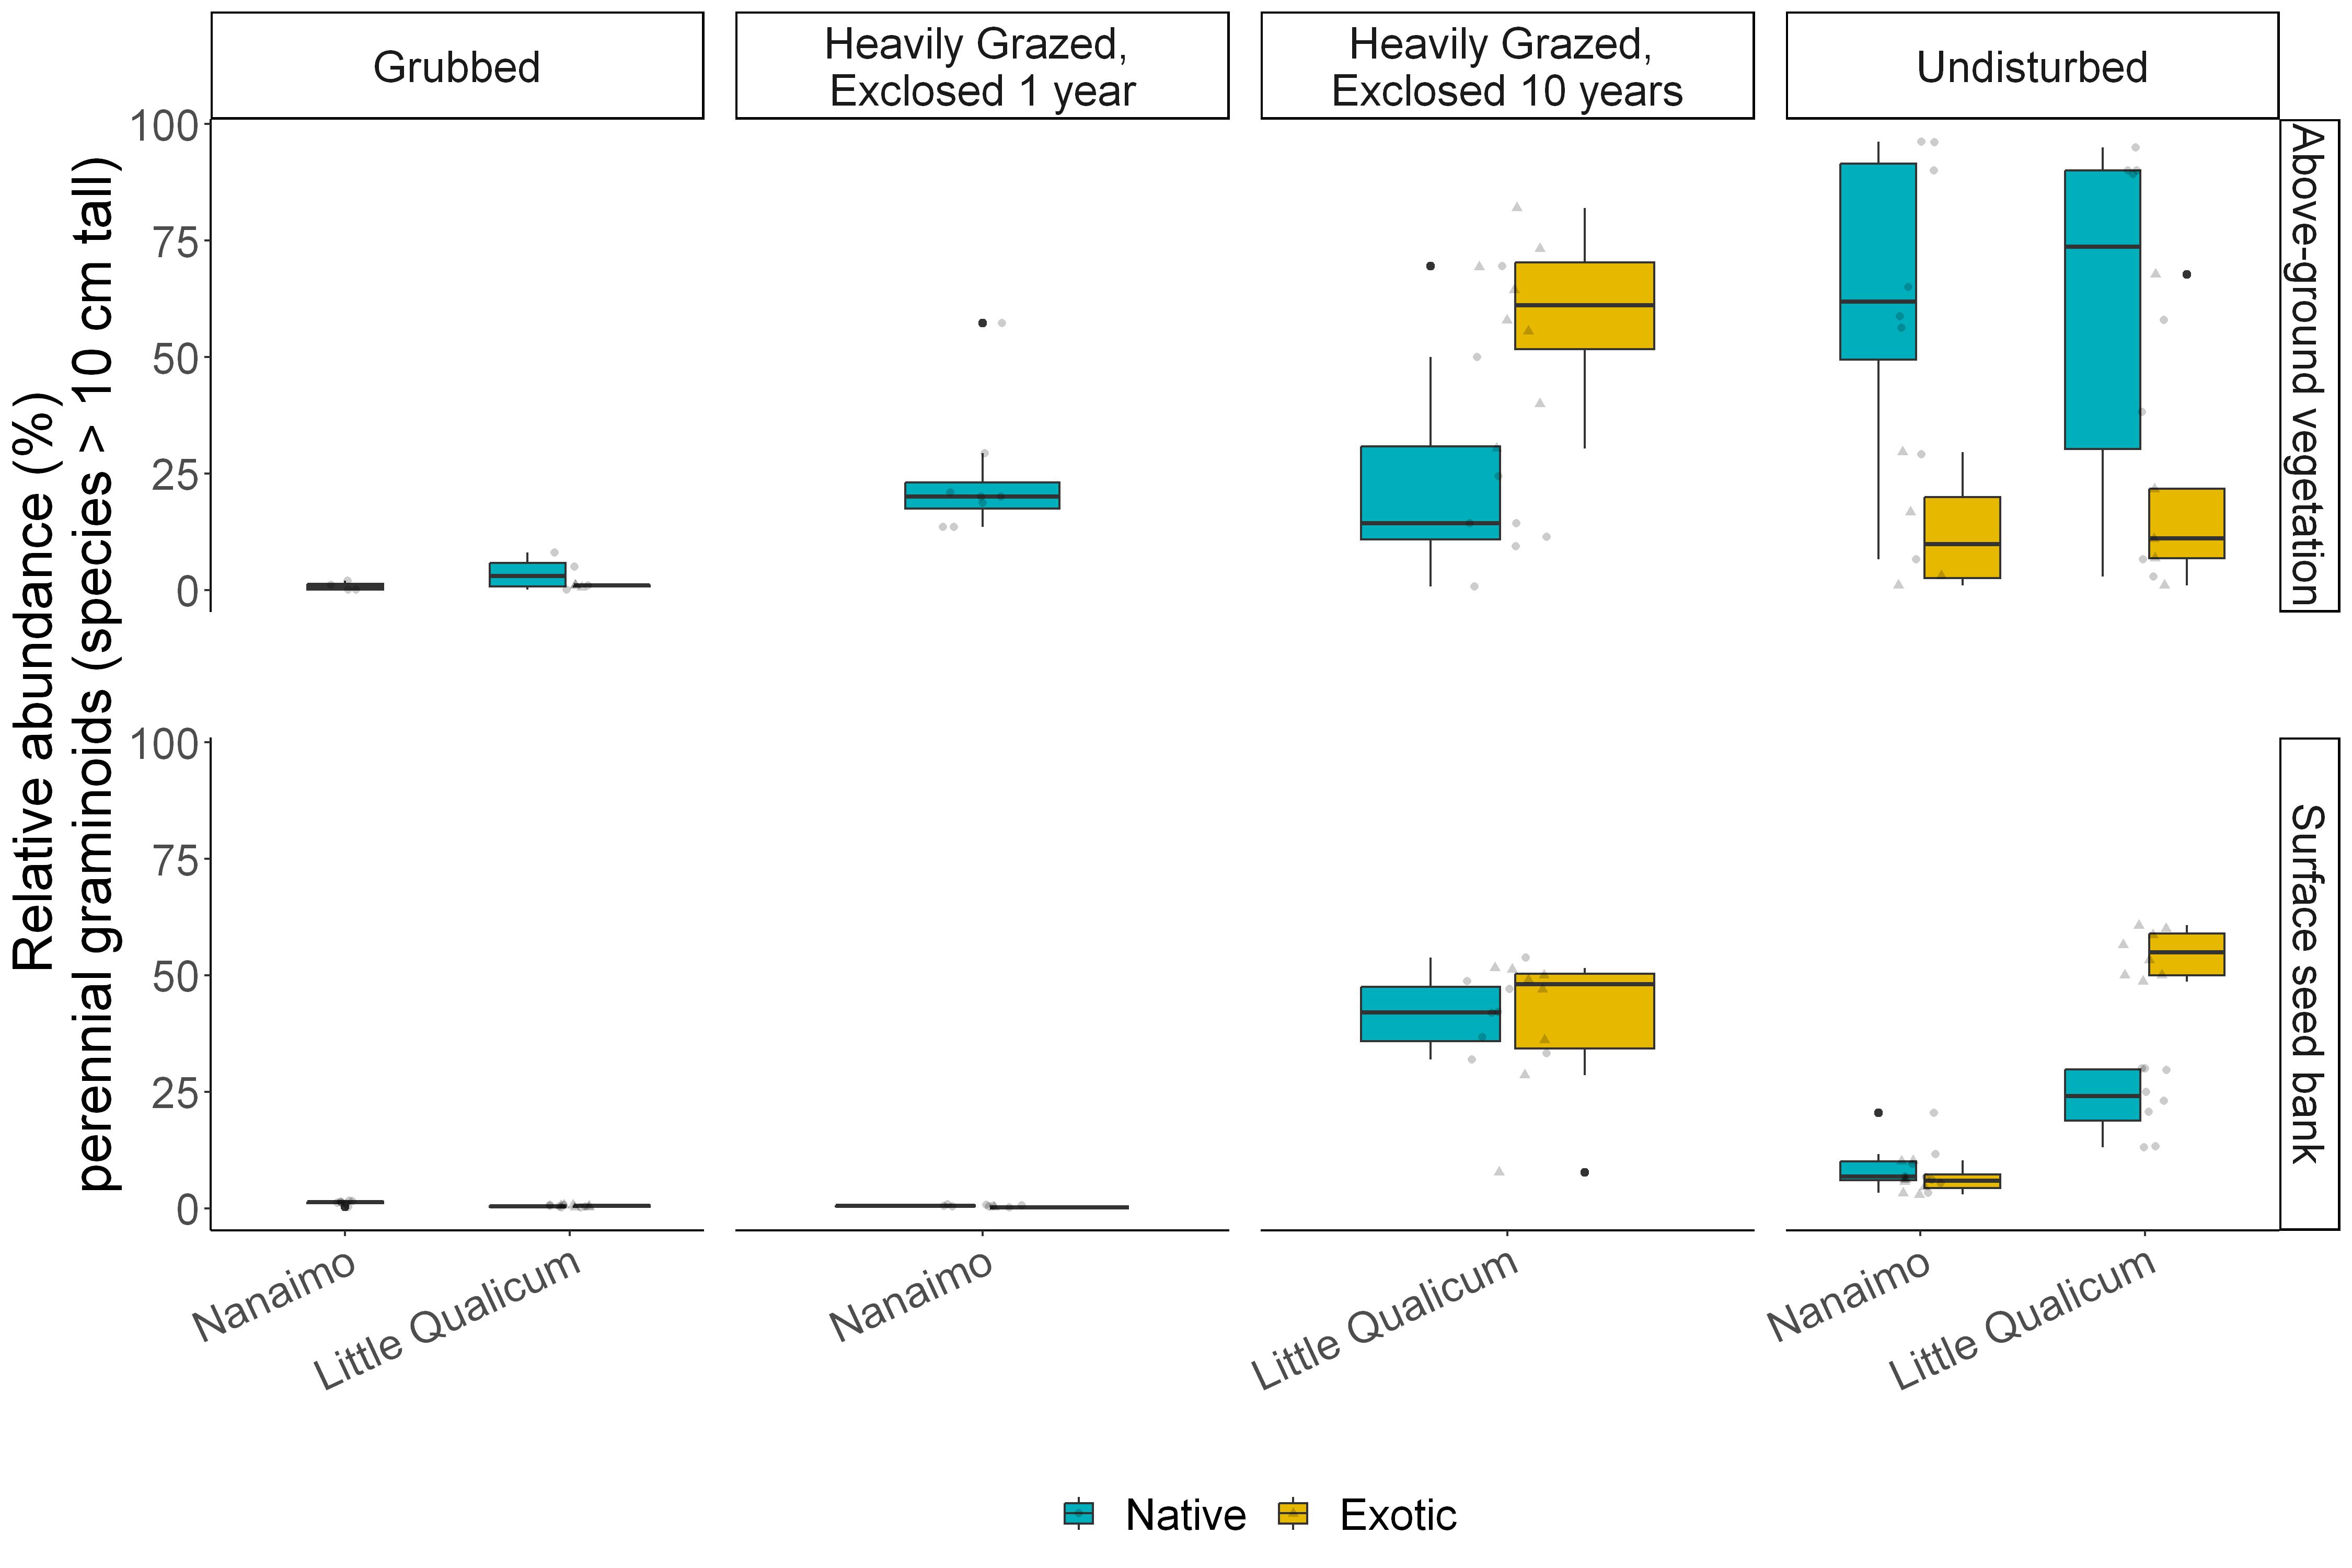 Grubbed
Heavily Grazed,
Exclosed 1 year
Heavily Grazed,
Exclosed 10 years
Undisturbed
Relative abundance (%)
perennial graminoids (species > 10 cm tall)
100
75
50
25
0
Above-ground vegetation
100
75
50
25
0
Surface seed bank
Nanaimo
Little Qualicum
Nanaimo
Little Qualicum
Nanaimo
Little Qualicum
Native
Exotic